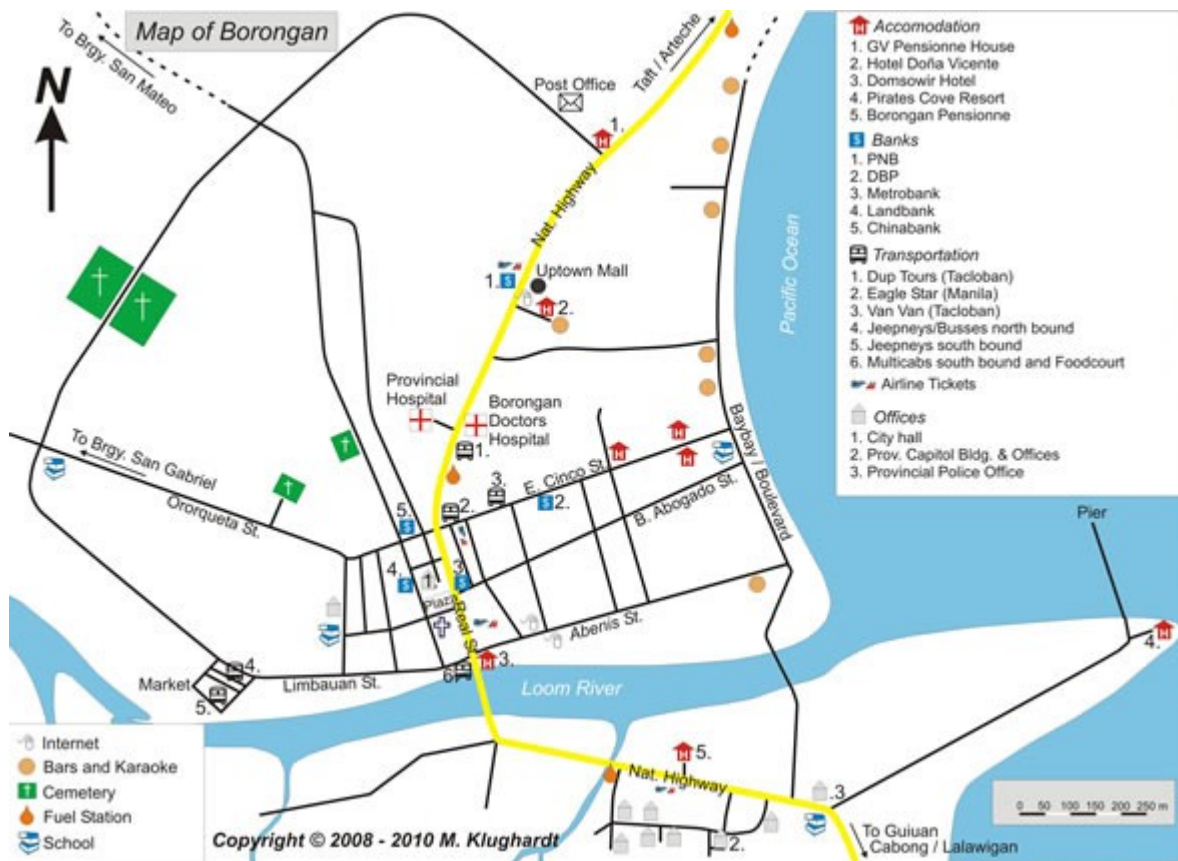 Map of Borongan
To Brgy. San Mateo
N
Post Office
Taft / Arteche
1.
Nat. Highway
1.
Uptown Mall
2.
Pacific Ocean
Provincial
Hospital
Borongan
Doctors
Hospital
1.
3.
E. Cinco St.
2.
2.
5.
B. Abogado St.
Baybay / Boulevard
To Brgy. San Gabriel
Ororqueta St.
4.
1.
3.
Plaza
Real St.
Abenis St.
3.
6
Limbauan St.
Market
4.
5.
Loom River
Pier
4.
5.
Nat. Highway
.3
2.
To Guiuan
Cabong / Lalawigan
0 50 100 150 200 250 m
Accomodation
1. GV Pensionne House
2. Hotel Doña Vicente
3. Domsowir Hotel
4. Pirates Cove Resort
5. Borongan Pensionne
Banks
1. PNB
2. DBP
3. Metrobank
4. Landbank
5. Chinabank
Transportation
1. Dup Tours (Tacloban)
2. Eagle Star (Manila)
3. Van Van (Tacloban)
4. Jeepneys/Busses north bound
5. Jeepneys south bound
6. Multicabs south bound and Foodcourt
Airline Tickets
Offices
1. City hall
2. Prov. Capitol Bldg. & Offices
3. Provincial Police Office
Internet
Bars and Karaoke
Cemetery
Fuel Station
School
Copyright © 2008 - 2010 M. Klughardt